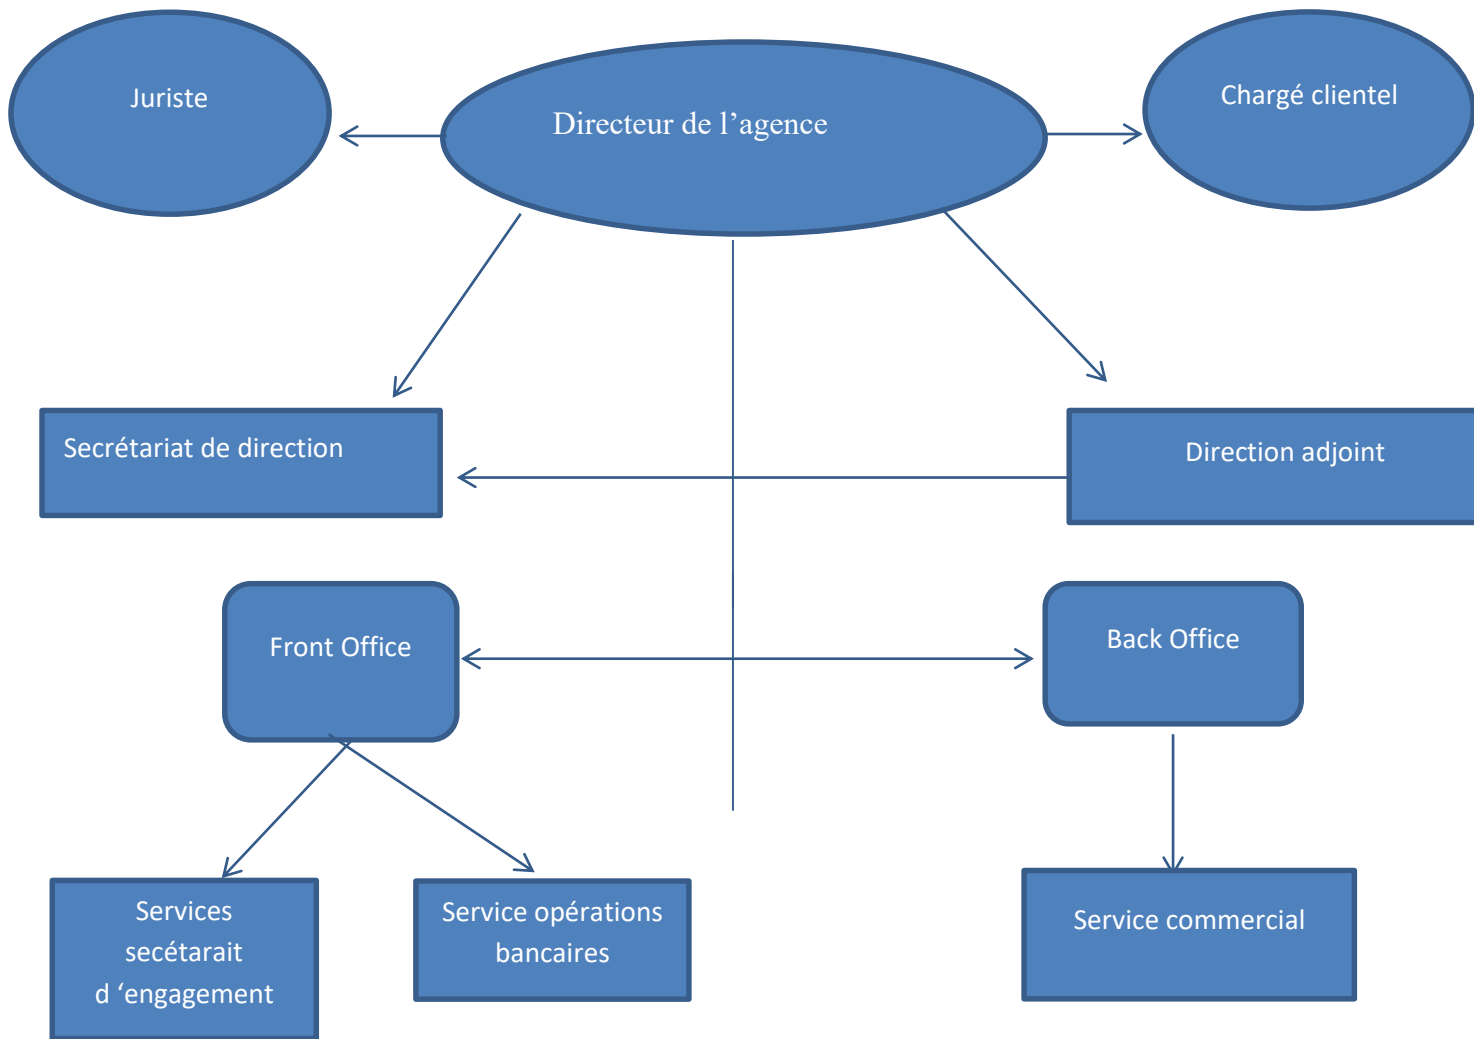 Juriste
Directeur de l’agence
Chargé clientel
Secrétariat de direction
Direction adjoint
Front Office
Back Office
Services
secétarait
d ‘engagement
Service opérations
bancaires
Service commercial